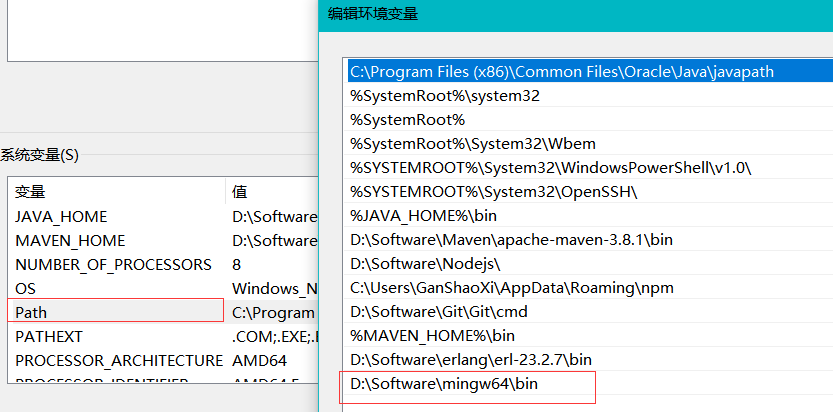 编辑环境变量
C:\Program Files (x86)\Common Files\Oracle\Java\javapath
%SystemRoot%\system32
%SystemRoot%
%SystemRoot%\System32\Wbem
%SYSTEMROOT%\System32\WindowsPowerShell\v1.0\
%SYSTEMROOT%\System32\OpenSSH\
%JAVA_HOME%\bin
D:\Software\Maven\apache-maven-3.8.1\bin
D:\Software\Nodejs\
C:\Users\GanShaoXi\AppData\Roaming\npm
D:\Software\Git\Git\cmd
%MAVEN_HOME%\bin
D:\Software\erlang\erl-23.2.7\bin
D:\Software\mingw64\bin
系统变量(S)
变量 值
JAVA_HOME D:\Software
MAVEN_HOME D:\Software
NUMBER_OF_PROCESSORS 8
OS Windows_N
Path C:\Program
PATHEXT .COM;.EXE;.
PROCESSOR_ARCHITECTURE AMD64
PROCESSOR_IDENTIFIER AMD64 F